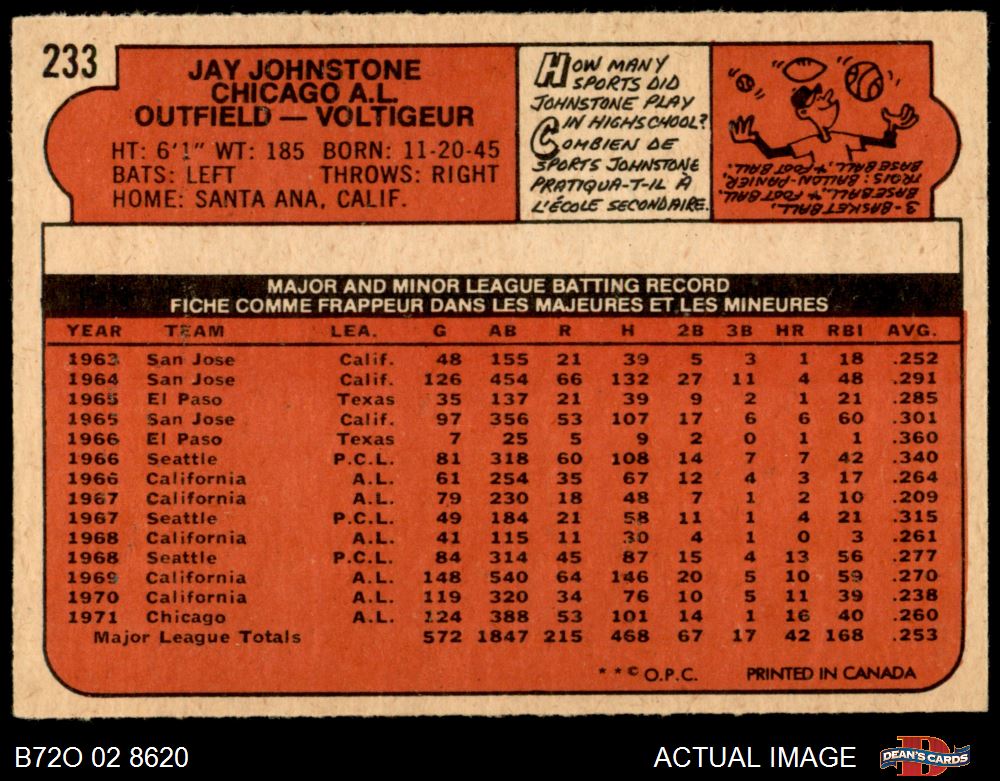 233
JAY JOHNSTONE
CHICAGO A.L.
OUTFIELD — VOLTIGEUR
HT: 6'1" WT: 185 BORN: 11-20-45
BATS: LEFT THROWS: RIGHT
HOME: SANTA ANA, CALIF.
HOW MANY
SPORTS DID
JOHNSTONE PLAY
IN HIGHSCHOOL?
COMBIEN DE
SPORTS JOHNSTONE
PRATIQUA-T-IL À
L'ÉCOLE SECONDAIRE.
3-BASKETBALL,
BASEBALL, & FOOTBALL,
TROIS: BALLON-PANIER,
BASEBALL, & FOOTBALL.
MAJOR AND MINOR LEAGUE BATTING RECORD
FICHE COMME FRAPPEUR DANS LES MAJEURES ET LES MINEURES
YEAR TEAM LEA. G AB R H 2B 3B HR RBI AVG.
1963 San Jose Calif. 48 155 21 39 5 3 1 18 .252
1964 San Jose Calif. 126 454 66 132 27 11 4 48 .291
1965 El Paso Texas 35 137 21 39 9 2 1 21 .285
1965 San Jose Calif. 97 356 53 107 17 6 6 60 .301
1966 El Paso Texas 7 25 5 9 2 0 1 1 .360
1966 Seattle P.C.L. 81 318 60 108 14 7 7 42 .340
1966 California A.L. 61 254 35 67 12 4 3 17 .264
1967 California A.L. 79 230 18 48 7 1 2 10 .209
1967 Seattle P.C.L. 49 184 21 58 11 1 4 21 .315
1968 California A.L. 41 115 11 30 4 1 0 3 .261
1968 Seattle P.C.L. 84 314 45 87 15 4 13 56 .277
1969 California A.L. 148 540 64 146 20 5 10 59 .270
1970 California A.L. 119 320 34 76 10 5 11 39 .238
1971 Chicago A.L. 124 388 53 101 14 1 16 40 .260
Major League Totals 572 1847 215 468 67 17 42 168 .253
**© O.P.C. PRINTED IN CANADA
B72O 02 8620 ACTUAL IMAGE DEAN'S CARDS